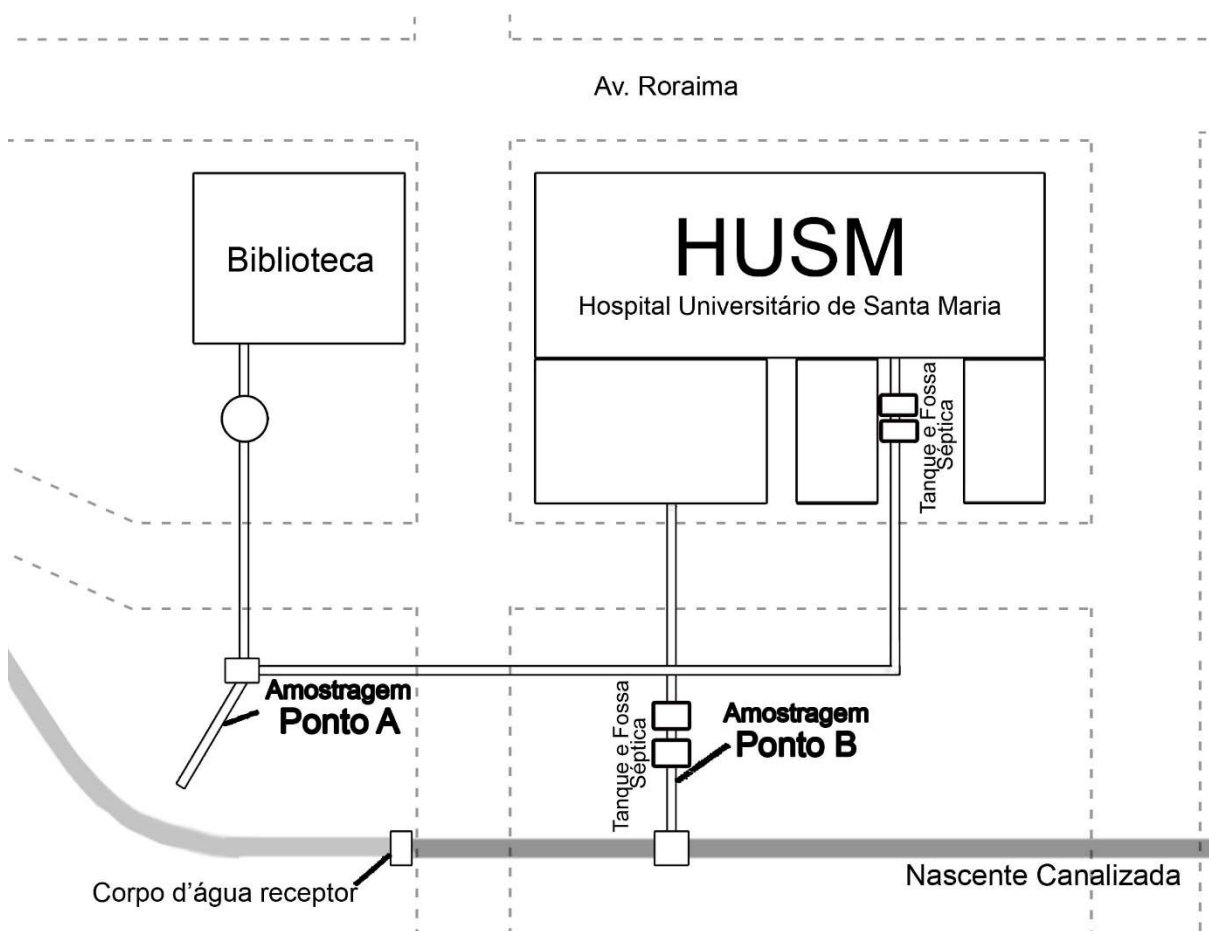 Av. Roraima
Biblioteca
HUSM
Hospital Universitário de Santa Maria
Tanque e Fossa
Séptica
Amostragem
Ponto A
Tanque e Fossa
Séptica
Amostragem
Ponto B
Corpo d'água receptor
Nascente Canalizada